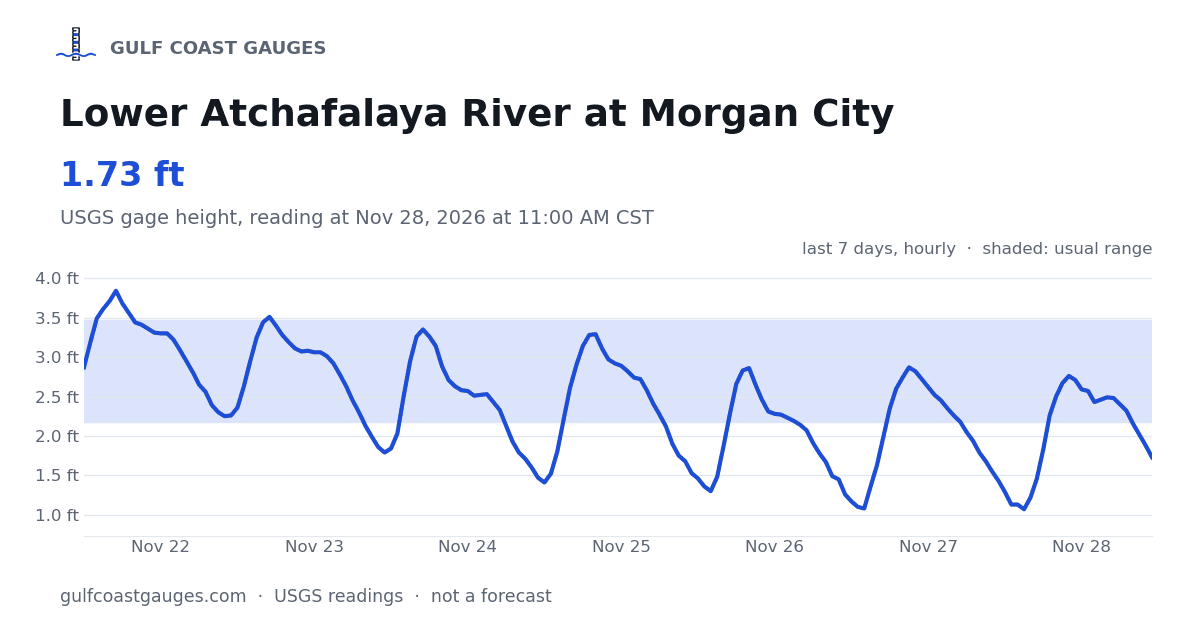 GULF COAST GAUGES
Lower Atchafalaya River at Morgan City
1.73 ft
USGS gage height, reading at Nov 28, 2026 at 11:00 AM CST
last 7 days, hourly · shaded: usual range
4.0 ft
3.5 ft
3.0 ft
2.5 ft
2.0 ft
1.5 ft
1.0 ft
Nov 22 Nov 23 Nov 24 Nov 25 Nov 26 Nov 27 Nov 28
gulfcoastgauges.com · USGS readings · not a forecast